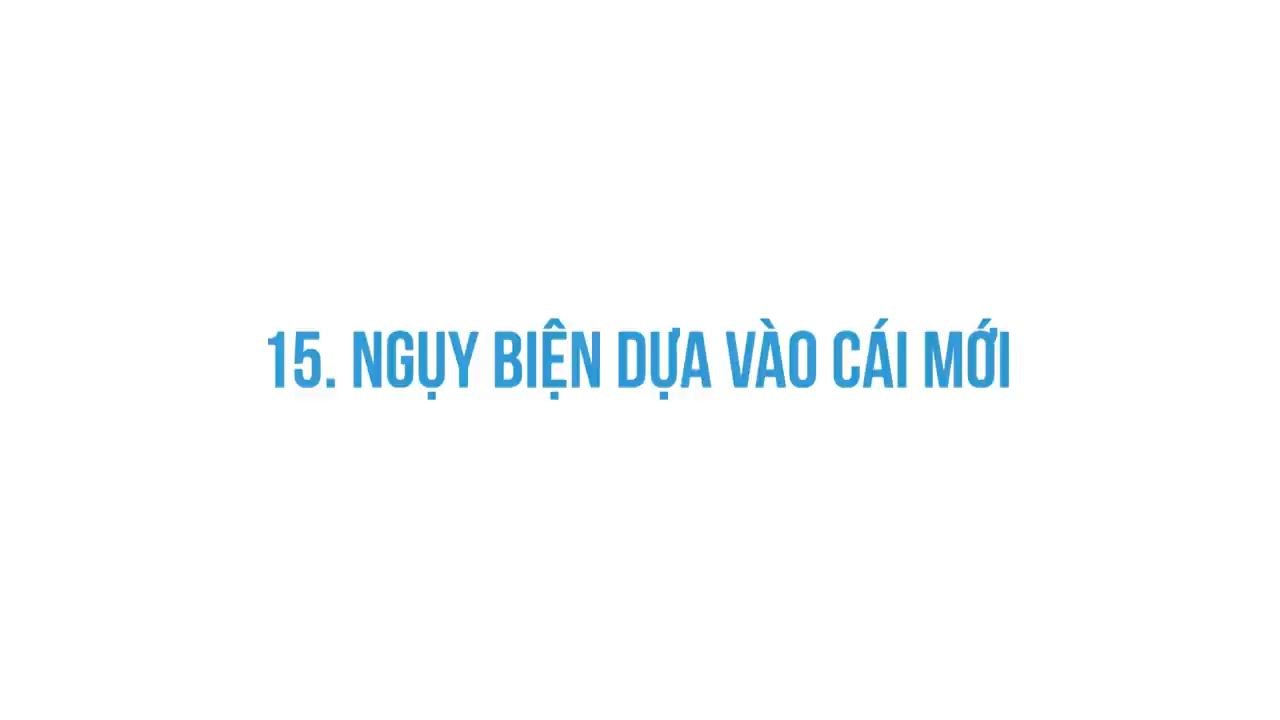 15. NGỤY BIỆN DỰA VÀO CÁI MỚI